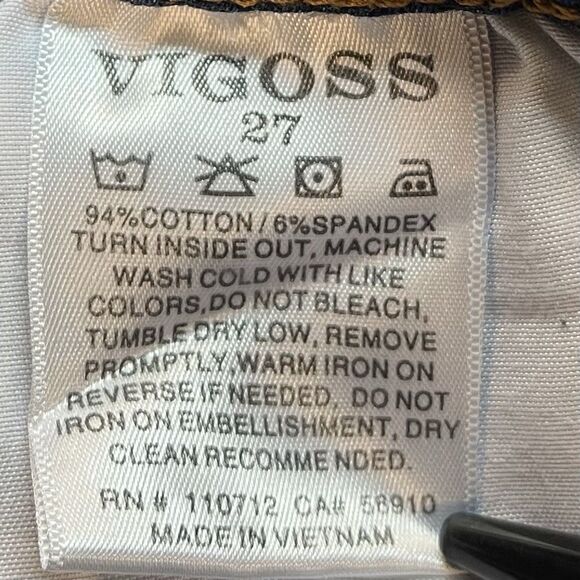 VIGOSS
27
94%COTTON/6%SPANDEX
TURN INSIDE OUT, MACHINE
WASH COLD WITH LIKE
COLORS,DO NOT BLEACH,
TUMBLE DRY LOW, REMOVE
PROMPTLY,WARM IRON ON
REVERSE IF NEEDED, DO NOT
IRON ON EMBELLISHMENT, DRY
CLEAN RECOMMENDED.
RN# 110712 CA# 56910
MADE IN VIETNAM